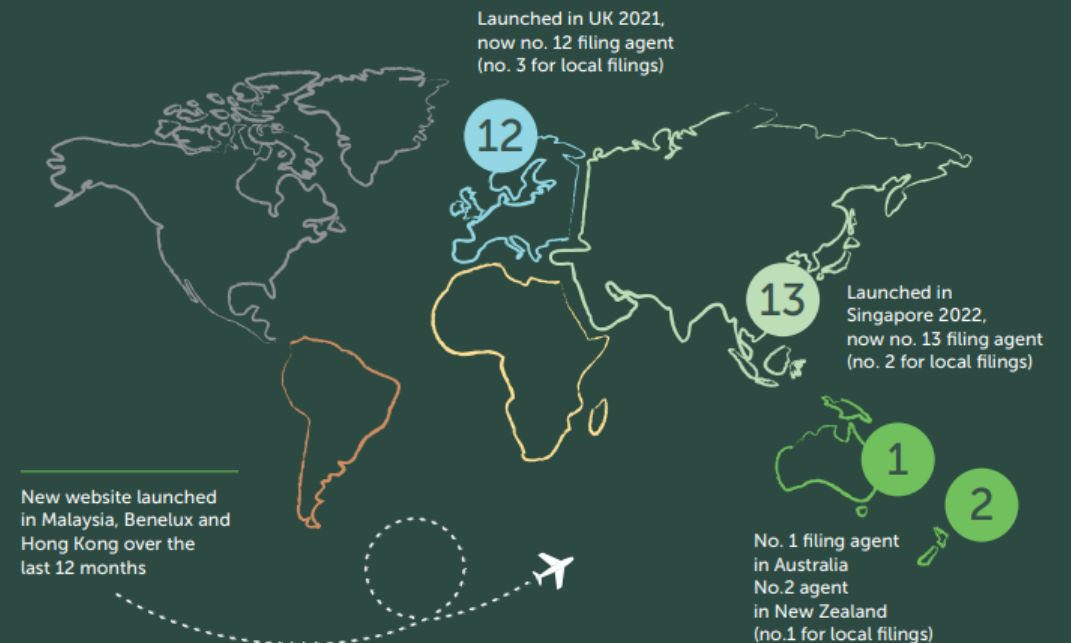 Launched in UK 2021,
now no. 12 filing agent
(no. 3 for local filings)
12
13
Launched in
Singapore 2022,
now no. 13 filing agent
(no. 2 for local filings)
1
2
New website launched
in Malaysia, Benelux and
Hong Kong over the
last 12 months
No. 1 filing agent
in Australia
No.2 agent
in New Zealand
(no.1 for local filings)